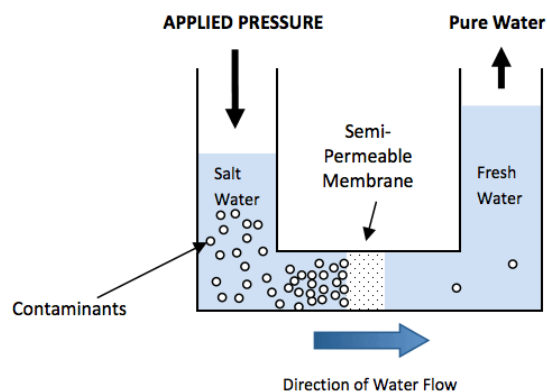 APPLIED PRESSURE
Pure Water
Semi-
Permeable
Membrane
Salt
Water
Fresh
Water
Contaminants
Direction of Water Flow